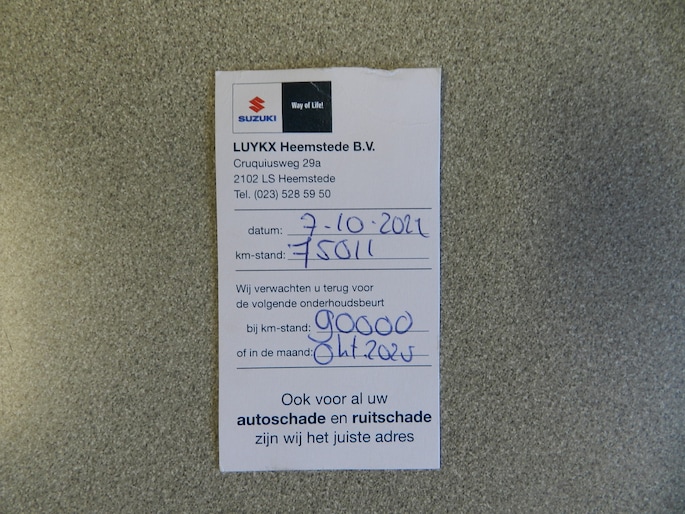 SUZUKI
Way of Life!
LUYKX Heemstede B.V.
Cruquiusweg 29a
2102 LS Heemstede
Tel. (023) 528 59 50
datum: 7-10-2024
km-stand: 75011
Wij verwachten u terug voor
de volgende onderhoudsbeurt
bij km-stand: 90000
of in de maand: okt. 2025
Ook voor al uw
autoschade en ruitschade
zijn wij het juiste adres